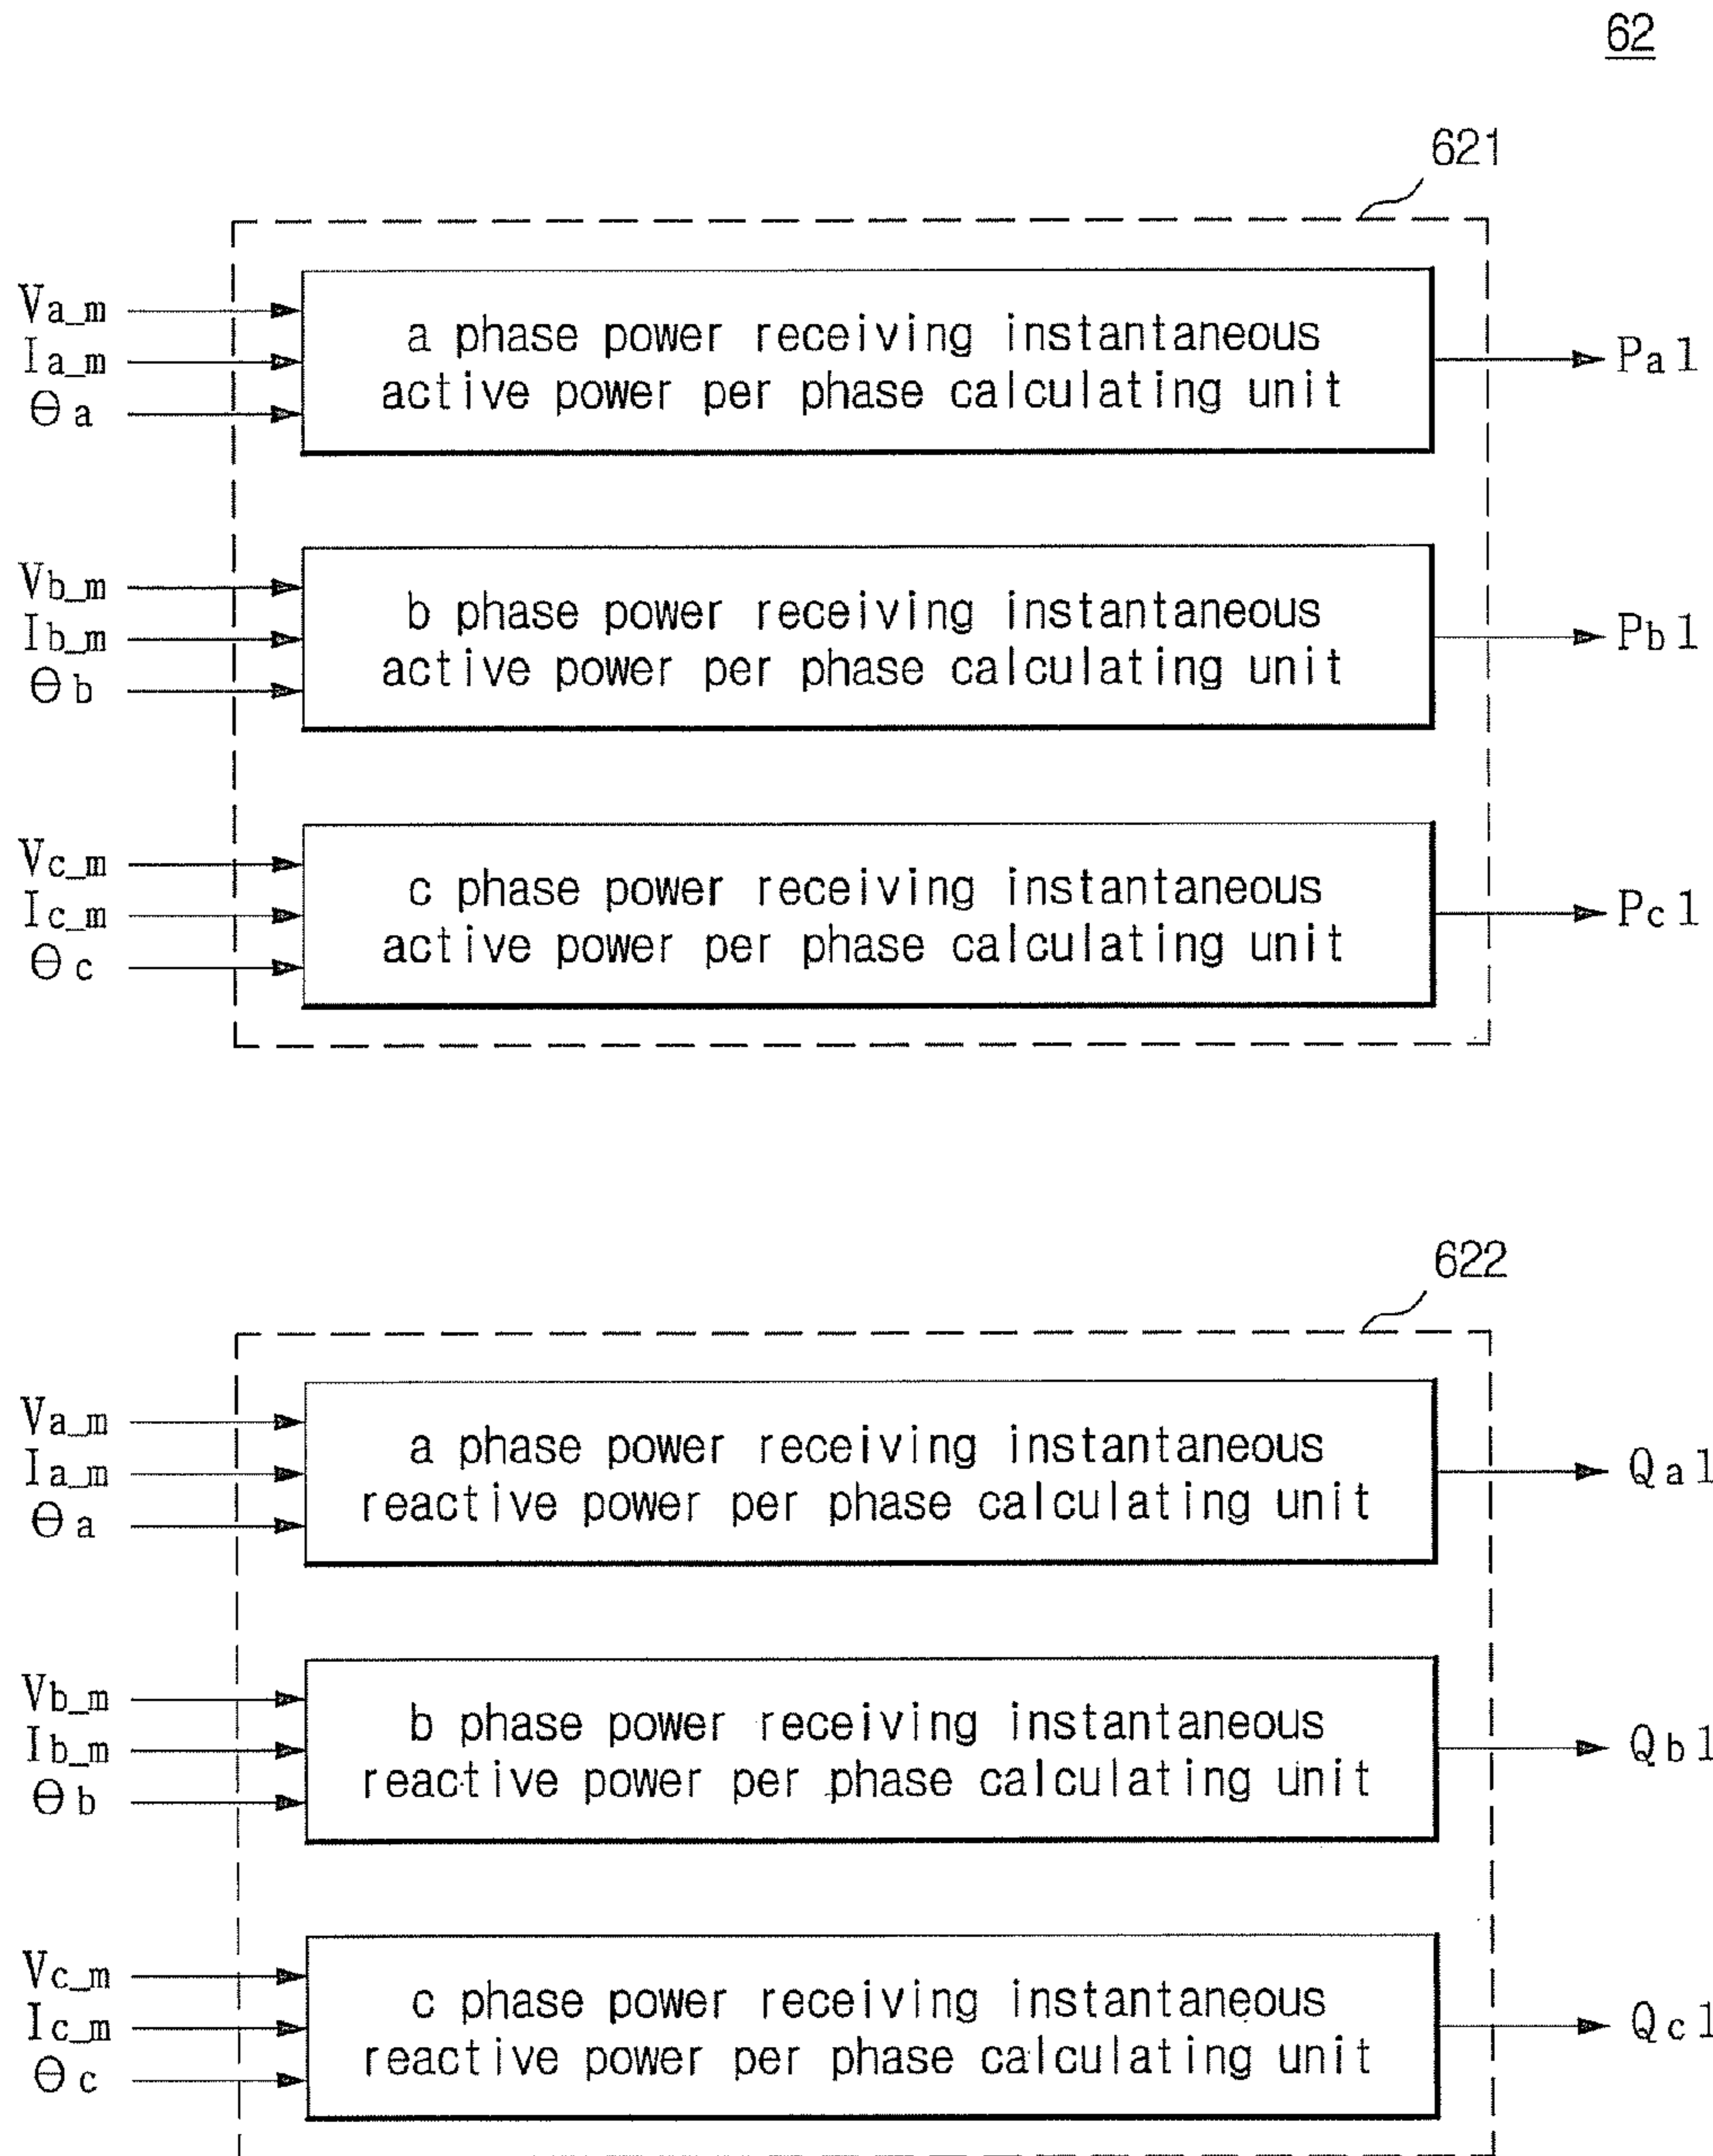 62
621
Va_m
Ia_m
Θa
a phase power receiving instantaneous
active power per phase calculating unit
Pa1
Vb_m
Ib_m
Θb
b phase power receiving instantaneous
active power per phase calculating unit
Pb1
Vc_m
Ic_m
Θc
c phase power receiving instantaneous
active power per phase calculating unit
Pc1
622
Va_m
Ia_m
Θa
a phase power receiving instantaneous
reactive power per phase calculating unit
Qa1
Vb_m
Ib_m
Θb
b phase power receiving instantaneous
reactive power per phase calculating unit
Qb1
Vc_m
Ic_m
Θc
c phase power receiving instantaneous
reactive power per phase calculating unit
Qc1